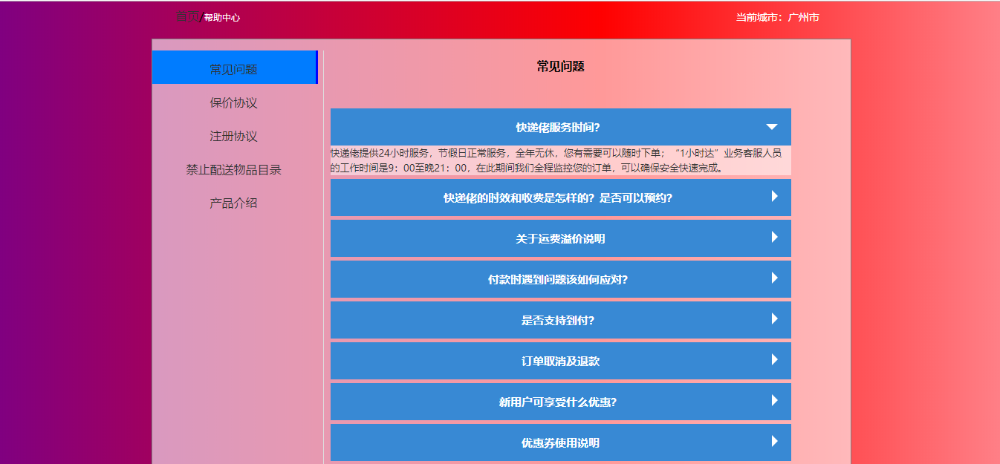 首页/帮助中心
当前城市：广州市
常见问题
保价协议
注册协议
禁止配送物品目录
产品介绍
常见问题
快递佬服务时间？
快递佬提供24小时服务，节假日正常服务，全年无休，您有需要可以随时下单；“1小时达”业务客服人员
的工作时间是9：00至晚21：00，在此期间我们全程监控您的订单，可以确保安全快速完成。
快递佬的时效和收费是怎样的？是否可以预约？
关于运费溢价说明
付款时遇到问题该如何应对？
是否支持到付？
订单取消及退款
新用户可享受什么优惠？
优惠券使用说明